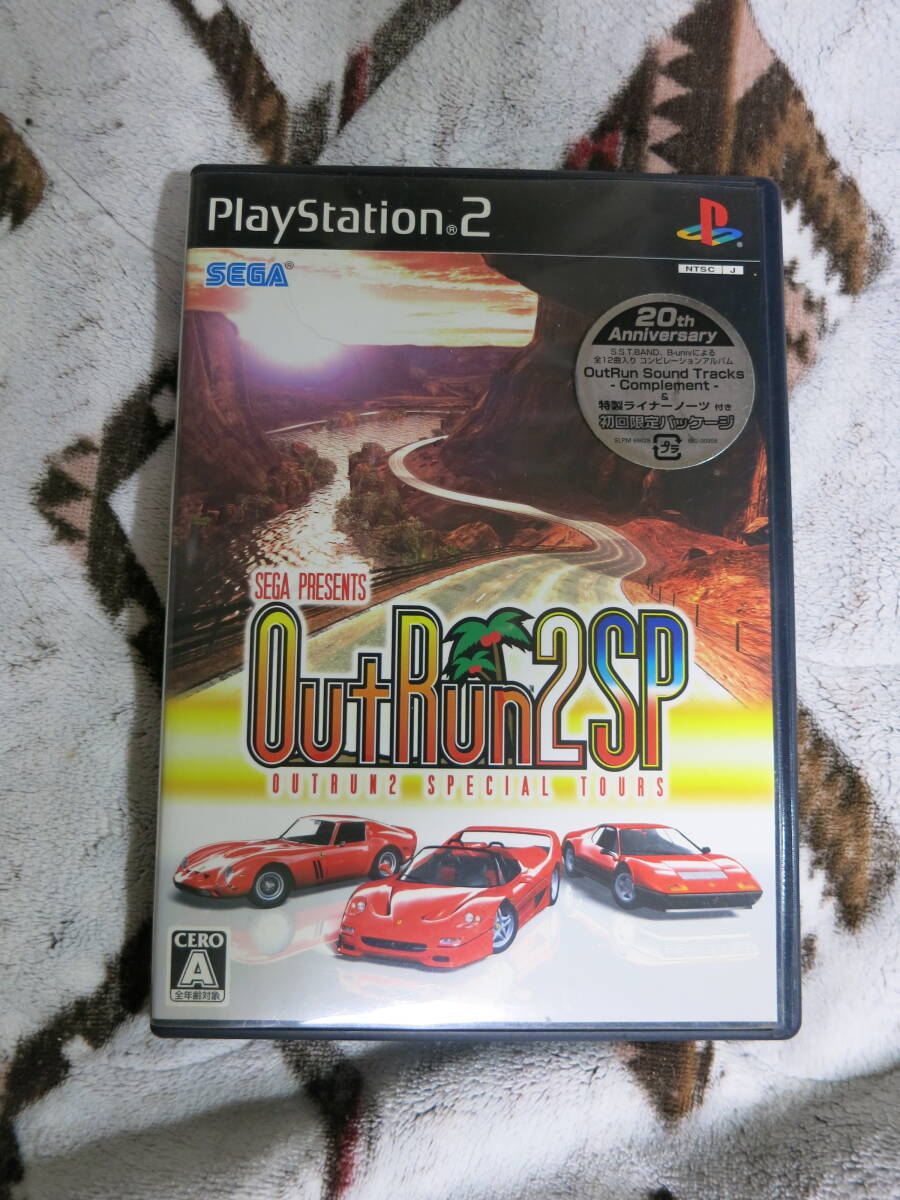 PlayStation®2
SEGA®
NTSC J
20th
Anniversary
S.S.T.BAND、B-univによる
全12曲入り コンピレーションアルバム
OutRun Sound Tracks
- Complement -
&
特製ライナーノーツ 付き
初回限定パッケージ
プラ
SEGA PRESENTS
OutRun2SP
OUTRUN2 SPECIAL TOURS
CERO
A
全年齢対象